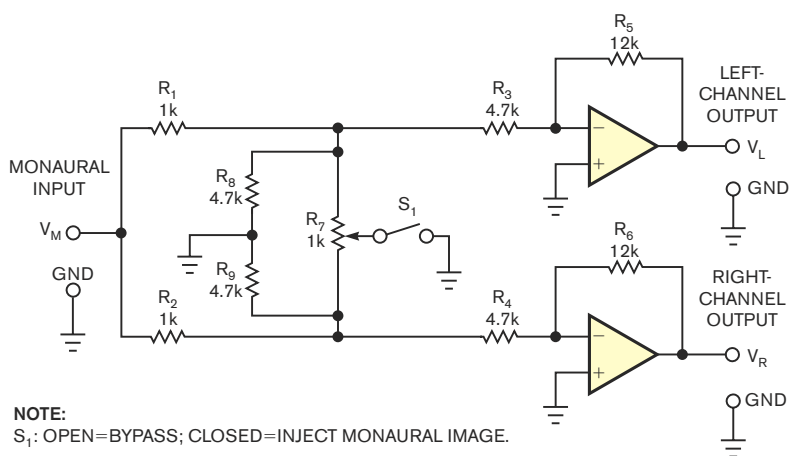 R5
12k
LEFT-
CHANNEL
OUTPUT
R1
1k
R3
4.7k
−
+
VL
GND
MONAURAL
INPUT
VM
GND
R8
4.7k
R7
1k
S1
R9
4.7k
R6
12k
RIGHT-
CHANNEL
OUTPUT
R2
1k
R4
4.7k
−
+
VR
GND
NOTE:
S1: OPEN=BYPASS; CLOSED=INJECT MONAURAL IMAGE.